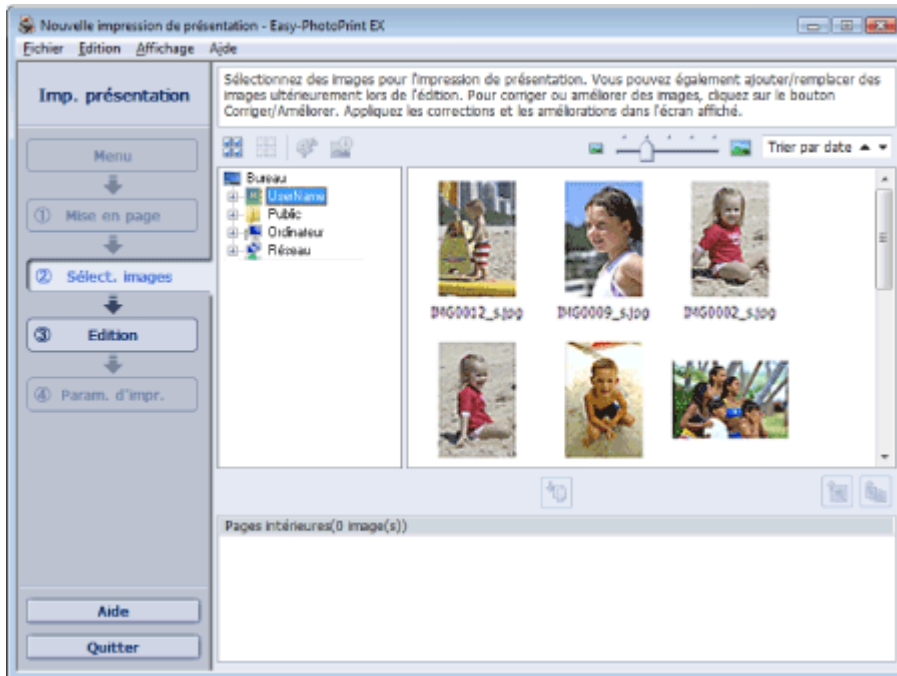 Nouvelle impression de présentation - Easy-PhotoPrint EX
Fichier Edition Affichage Aide
Imp. présentation
Sélectionnez des images pour l'impression de présentation. Vous pouvez également ajouter/remplacer des
images ultérieurement lors de l'édition. Pour corriger ou améliorer des images, cliquez sur le bouton
Corriger/Améliorer. Appliquez les corrections et les améliorations dans l'écran affiché.
Menu
① Mise en page
② Sélect. images
③ Edition
④ Param. d'impr.
Trier par date
Bureau
UserName
Public
Ordinateur
Réseau
IMG0012_s.jpg IMG0009_s.jpg IMG0002_s.jpg
Pages intérieures(0 image(s))
Aide
Quitter